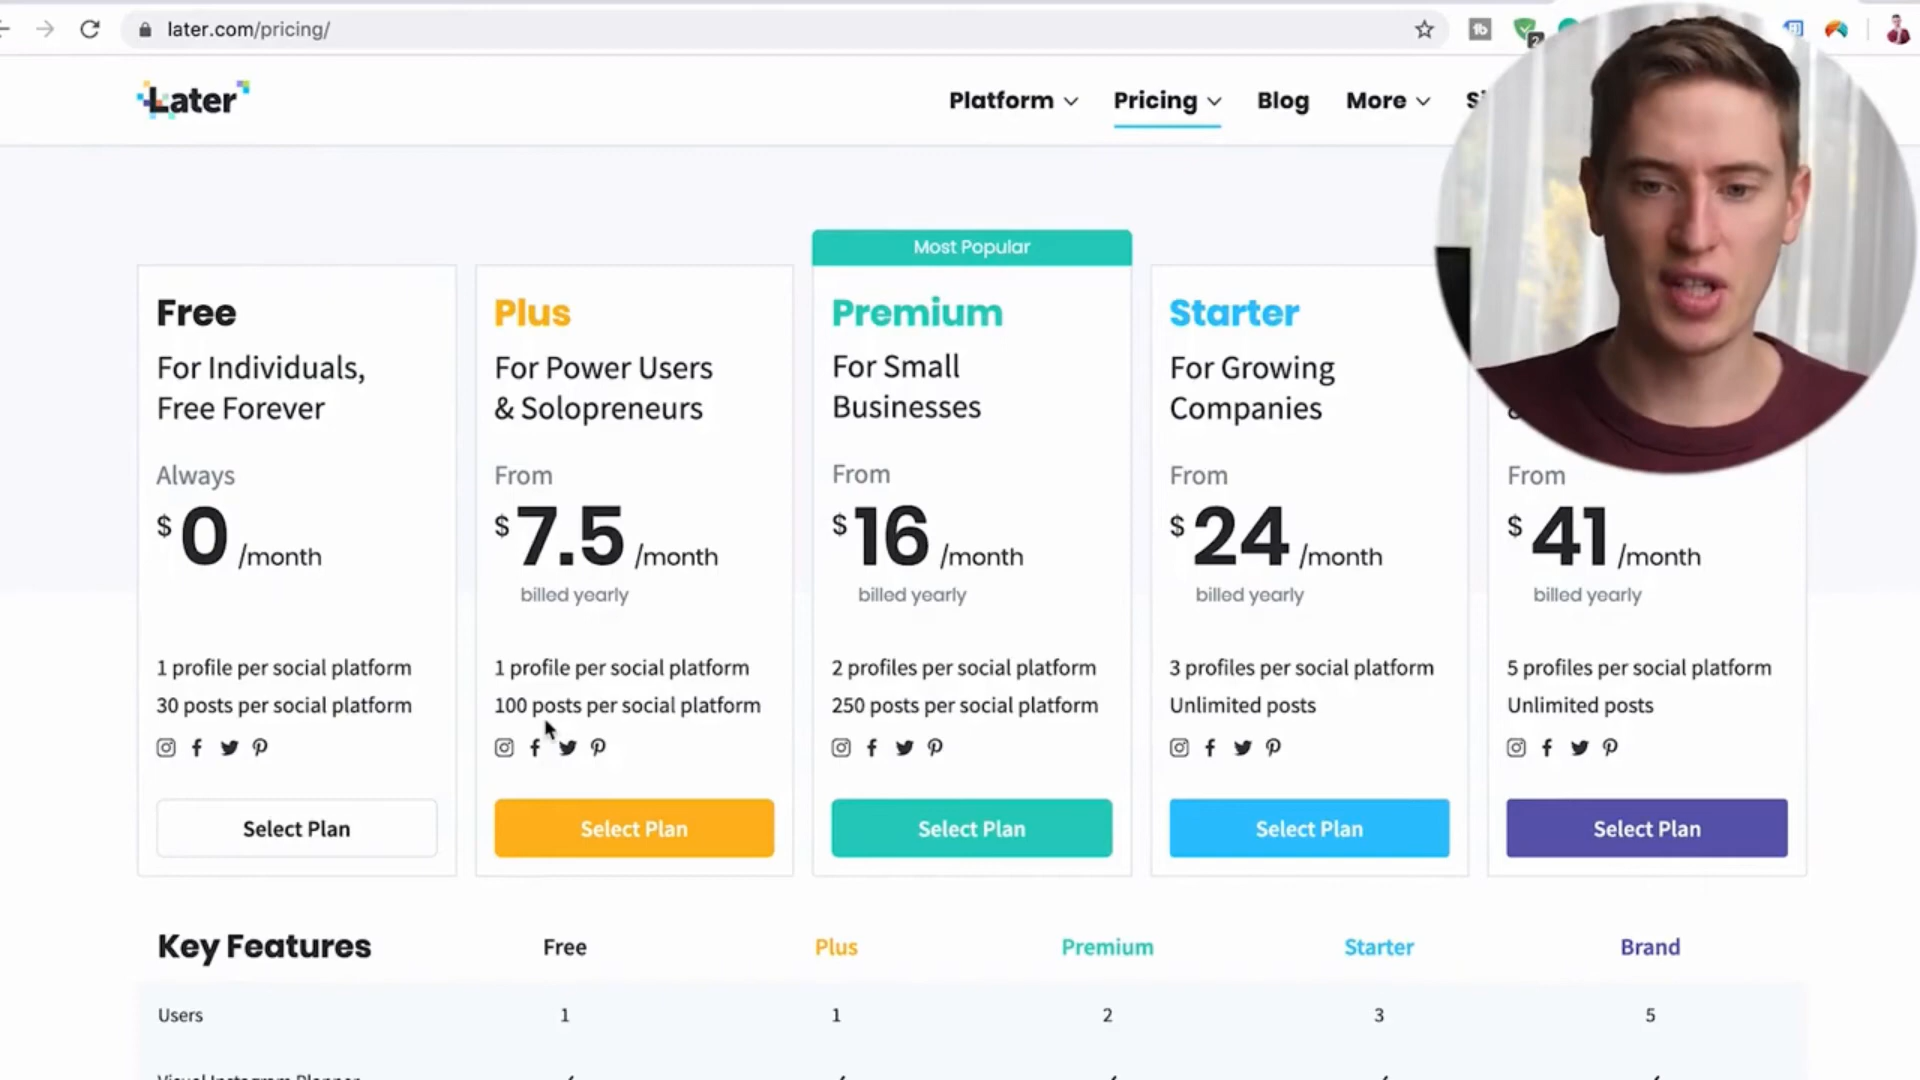 later.com/pricing/
2
Later
Platform
Pricing
Blog
More
Most Popular
Free
For Individuals,
Free Forever
Always
$0 /month
1 profile per social platform
30 posts per social platform
Select Plan
Plus
For Power Users
& Solopreneurs
From
$7.5 /month
billed yearly
1 profile per social platform
100 posts per social platform
Select Plan
Premium
For Small
Businesses
From
$16 /month
billed yearly
2 profiles per social platform
250 posts per social platform
Select Plan
Starter
For Growing
Companies
From
$24 /month
billed yearly
3 profiles per social platform
Unlimited posts
Select Plan
From
$41 /month
billed yearly
5 profiles per social platform
Unlimited posts
Select Plan
Key Features Free Plus Premium Starter Brand
Users 1 1 2 3 5